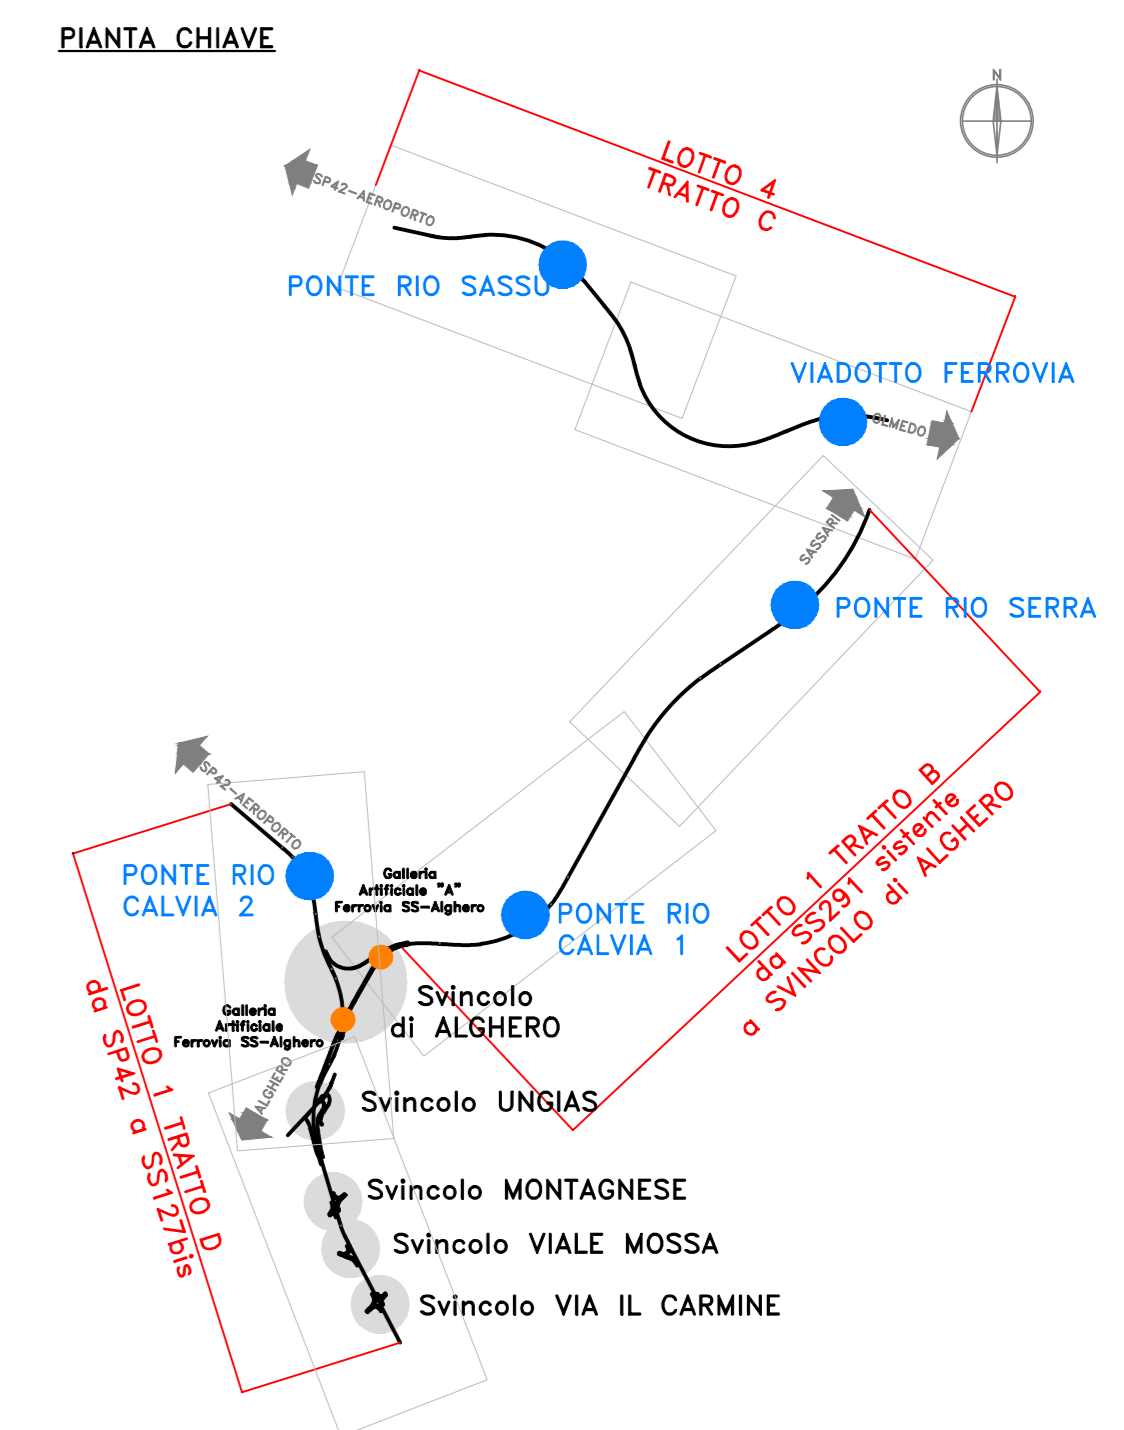 PIANTA CHIAVE
N
LOTTO 4
TRATTO C
SP42-AEROPORTO
PONTE RIO SASSU
VIADOTTO FERROVIA
OLMEDO
SASSARI
PONTE RIO SERRA
SP42-AEROPORTO
LOTTO 1 TRATTO B
da SS291 sistente
a SVINCOLO di ALGHERO
PONTE RIO
CALVIA 2
Galleria
Artificiale "A"
Ferrovia SS-Alghero
PONTE RIO
CALVIA 1
LOTTO 1 TRATTO D
da SP42 a SS127bis
Svincolo
di ALGHERO
Galleria
Artificiale
Ferrovia SS-Alghero
ALGHERO
Svincolo UNGIAS
Svincolo MONTAGNESE
Svincolo VIALE MOSSA
Svincolo VIA IL CARMINE